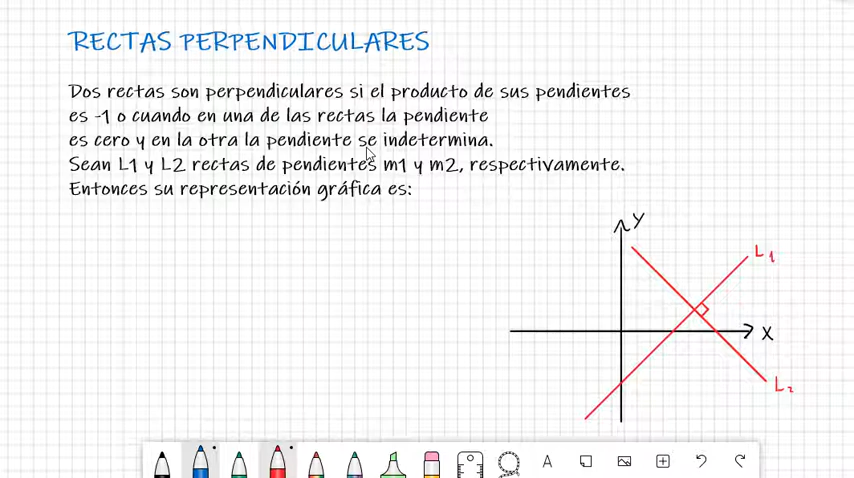 RECTAS PERPENDICULARES
Dos rectas son perpendiculares si el producto de sus pendientes
es -1 o cuando en una de las rectas la pendiente
es cero y en la otra la pendiente se indetermina.
Sean L1 y L2 rectas de pendientes m1 y m2, respectivamente.
Entonces su representación gráfica es:
Y
L1
X
L2
A